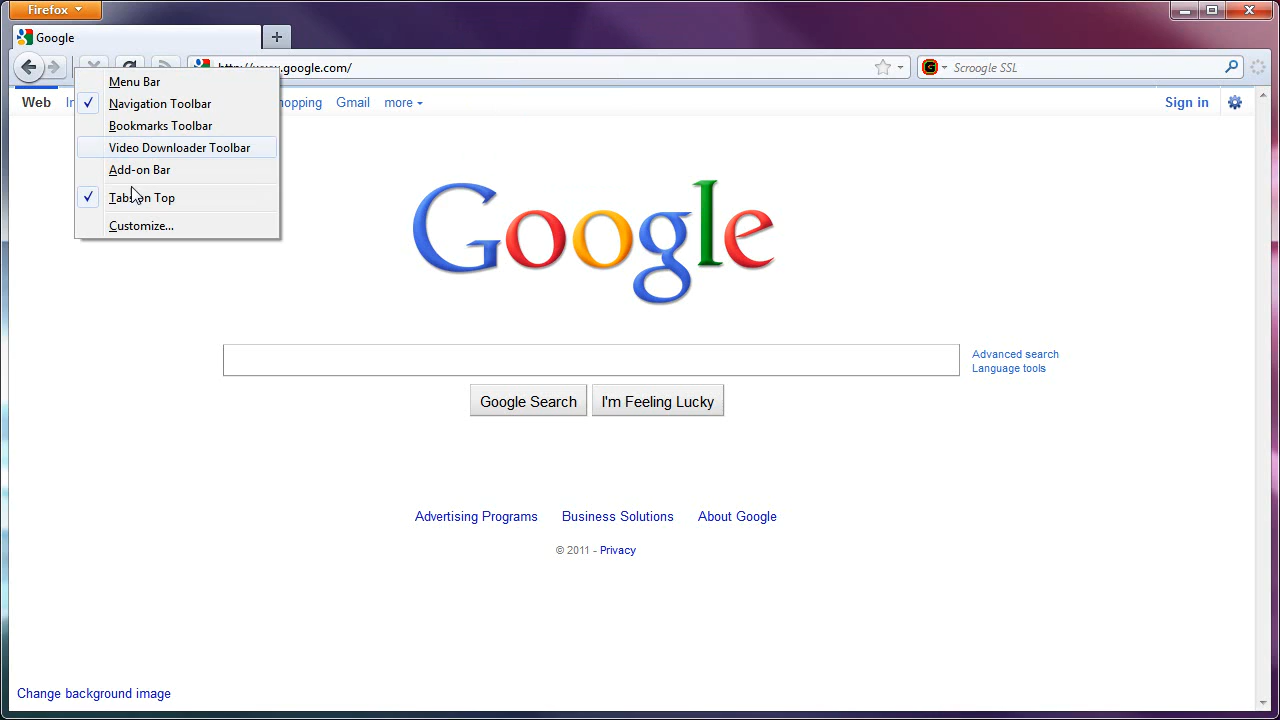 Firefox
Google
http://www.google.com/
Scroogle SSL
Web
hopping
Gmail
more
Sign in
Menu Bar
Navigation Toolbar
Bookmarks Toolbar
Video Downloader Toolbar
Add-on Bar
Tabs on Top
Customize...
Google
Advanced search
Language tools
Google Search
I'm Feeling Lucky
Advertising Programs
Business Solutions
About Google
© 2011 - Privacy
Change background image